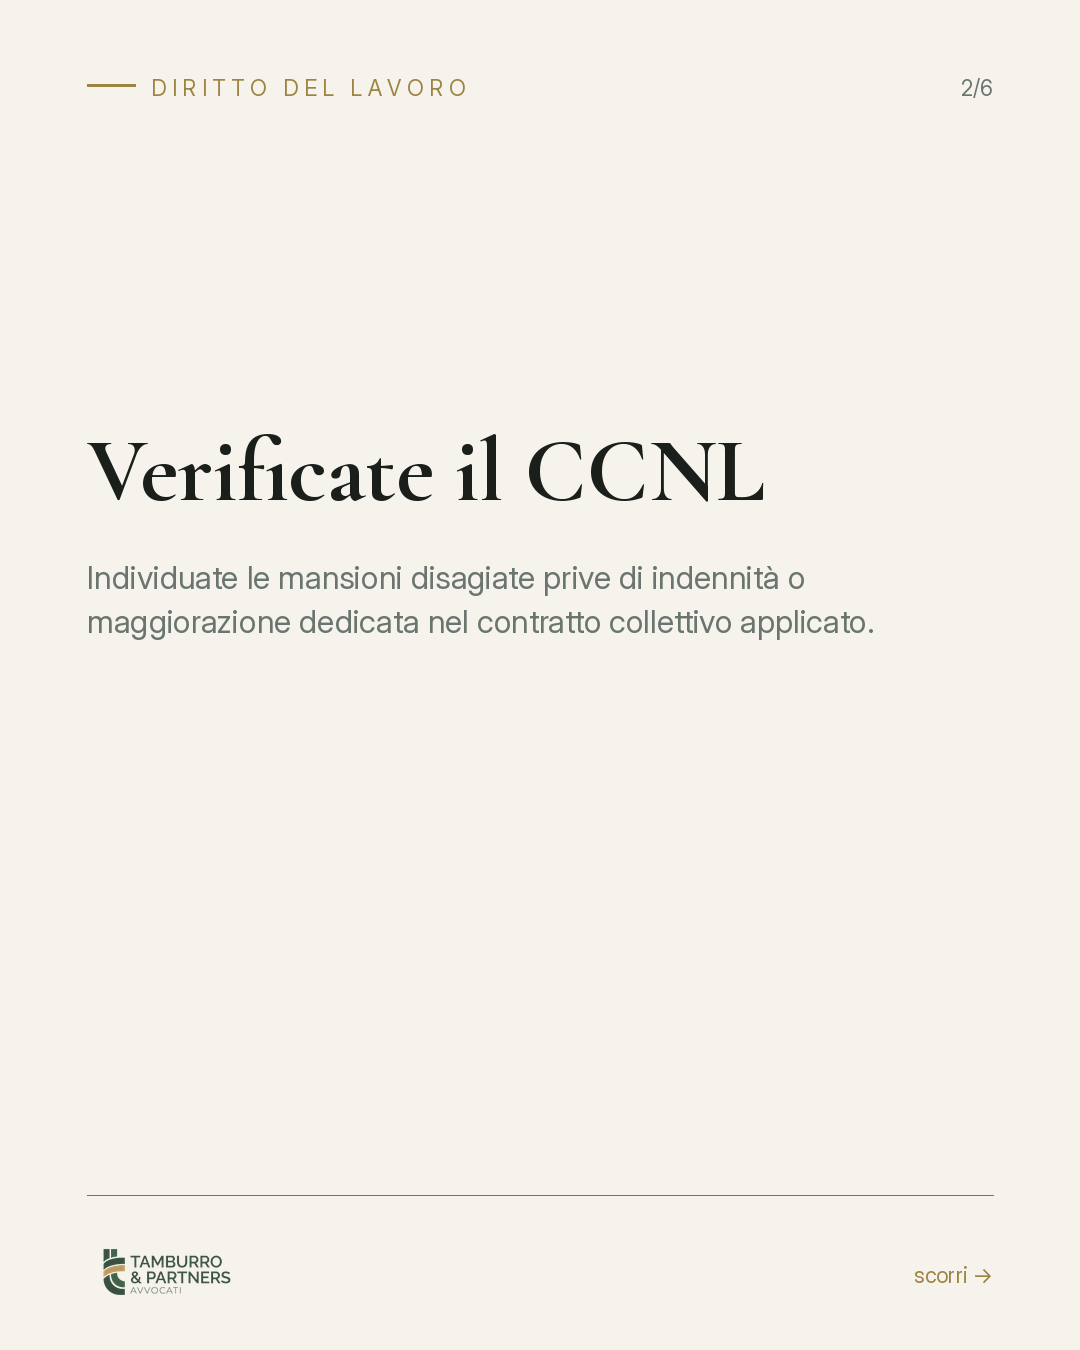 DIRITTO DEL LAVORO
2/6
Verificate il CCNL
Individuate le mansioni disagiate prive di indennità o
maggiorazione dedicata nel contratto collettivo applicato.
TAMBURRO
& PARTNERS
AVVOCATI
scorri →